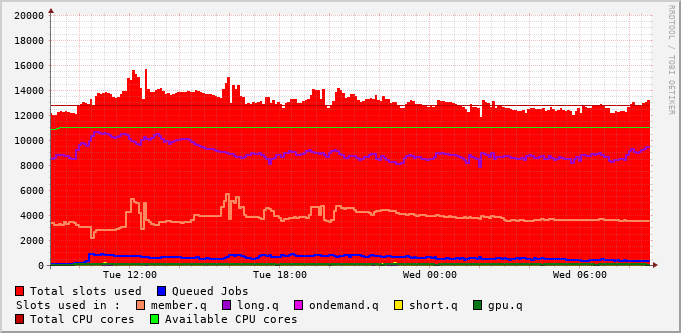 20000
18000
16000
14000
12000
10000
8000
6000
4000
2000
0
Tue 12:00 Tue 18:00 Wed 00:00 Wed 06:00
RRDTOOL / TOBI OETIKER
Total slots used Queued Jobs
Slots used in : member.q long.q ondemand.q short.q gpu.q
Total CPU cores Available CPU cores